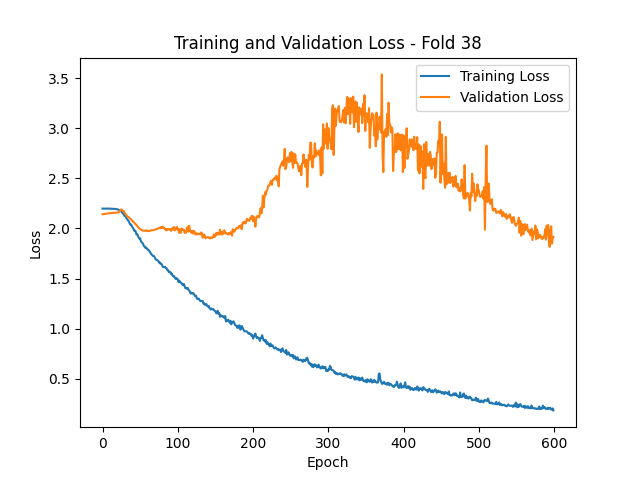 Training and Validation Loss - Fold 38
Training Loss
Validation Loss
Loss
3.5
3.0
2.5
2.0
1.5
1.0
0.5
0 100 200 300 400 500 600
Epoch